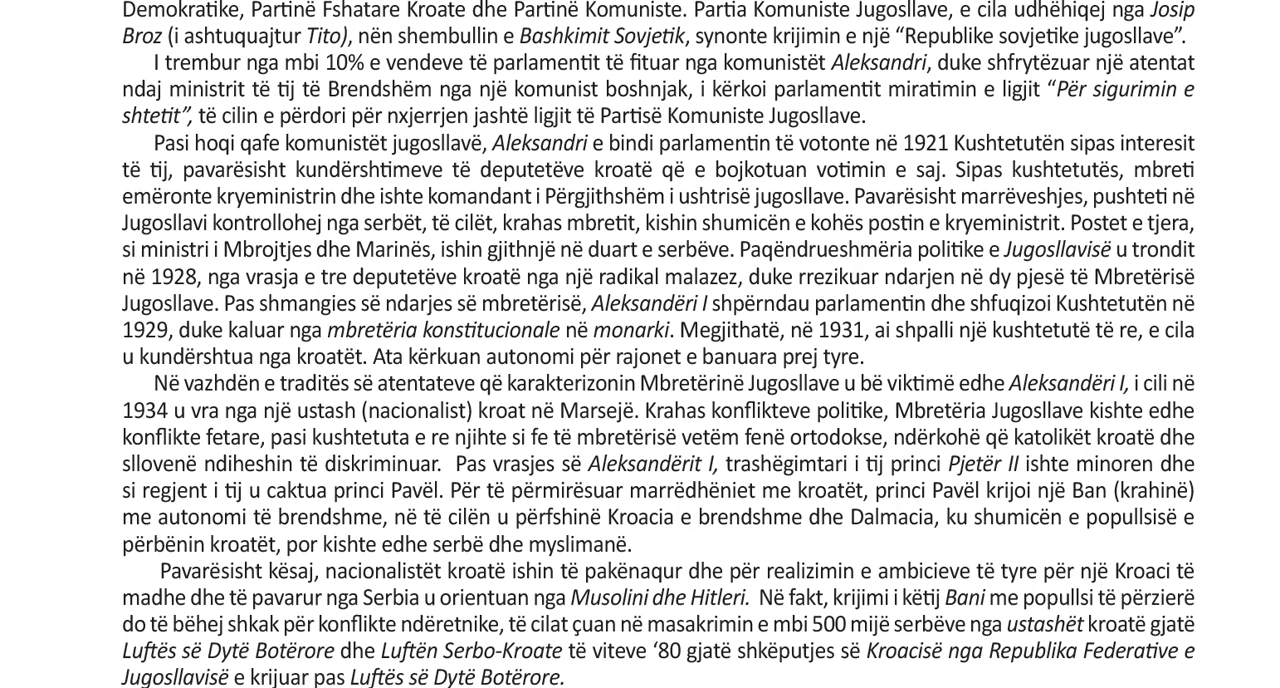 Demokratike, Partinë Fshatare Kroate dhe Partinë Komuniste. Partia Komuniste Jugosllave, e cila udhëhiqej nga Josip
Broz (i ashtuquajtur Tito), nën shembullin e Bashkimit Sovjetik, synonte krijimin e një “Republike sovjetike jugosllave”.
I trembur nga mbi 10% e vendeve të parlamentit të fituar nga komunistët Aleksandri, duke shfrytëzuar një atentat
ndaj ministrit të tij të Brendshëm nga një komunist boshnjak, i kërkoi parlamentit miratimin e ligjit “Për sigurimin e
shtetit”, të cilin e përdori për nxjerrjen jashtë ligjit të Partisë Komuniste Jugosllave.
Pasi hoqi qafe komunistët jugosllavë, Aleksandri e bindi parlamentin të votonte në 1921 Kushtetutën sipas interesit
të tij, pavarësisht kundërshtimeve të deputetëve kroatë që e bojkotuan votimin e saj. Sipas kushtetutës, mbreti
emëronte kryeministrin dhe ishte komandant i Përgjithshëm i ushtrisë jugosllave. Pavarësisht marrëveshjes, pushteti në
Jugosllavi kontrollohej nga serbët, të cilët, krahas mbretit, kishin shumicën e kohës postin e kryeministrit. Postet e tjera,
si ministri i Mbrojtjes dhe Marinës, ishin gjithnjë në duart e serbëve. Paqëndrueshmëria politike e Jugosllavisë u trondit
në 1928, nga vrasja e tre deputetëve kroatë nga një radikal malazez, duke rrezikuar ndarjen në dy pjesë të Mbretërisë
Jugosllave. Pas shmangies së ndarjes së mbretërisë, Aleksandëri I shpërndau parlamentin dhe shfuqizoi Kushtetutën në
1929, duke kaluar nga mbretëria konstitucionale në monarki. Megjithatë, në 1931, ai shpalli një kushtetutë të re, e cila
u kundërshtua nga kroatët. Ata kërkuan autonomi për rajonet e banuara prej tyre.
Në vazhdën e traditës së atentateve që karakterizonin Mbretërinë Jugosllave u bë viktimë edhe Aleksandëri I, i cili në
1934 u vra nga një ustash (nacionalist) kroat në Marsejë. Krahas konflikteve politike, Mbretëria Jugosllave kishte edhe
konflikte fetare, pasi kushtetuta e re njihte si fe të mbretërisë vetëm fenë ortodokse, ndërkohë që katolikët kroatë dhe
sllovenë ndiheshin të diskriminuar. Pas vrasjes së Aleksandërit I, trashëgimtari i tij princi Pjetër II ishte minoren dhe
si regjent i tij u caktua princi Pavël. Për të përmirësuar marrëdhëniet me kroatët, princi Pavël krijoi një Ban (krahinë)
me autonomi të brendshme, në të cilën u përfshinë Kroacia e brendshme dhe Dalmacia, ku shumicën e popullsisë e
përbënin kroatët, por kishte edhe serbë dhe myslimanë.
Pavarësisht kësaj, nacionalistët kroatë ishin të pakënaqur dhe për realizimin e ambicieve të tyre për një Kroaci të
madhe dhe të pavarur nga Serbia u orientuan nga Musolini dhe Hitleri. Në fakt, krijimi i këtij Bani me popullsi të përzierë
do të bëhej shkak për konflikte ndëretnike, të cilat çuan në masakrimin e mbi 500 mijë serbëve nga ustashët kroatë gjatë
Luftës së Dytë Botërore dhe Luftën Serbo-Kroate të viteve ‘80 gjatë shkëputjes së Kroacisë nga Republika Federative e
Jugosllavisë e krijuar pas Luftës së Dytë Botërore.